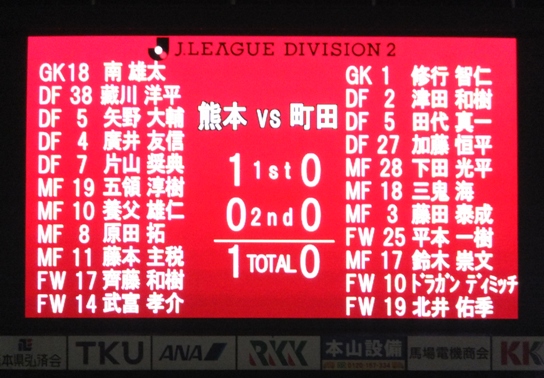 J.LEAGUE DIVISION 2
GK 18 南 雄太
DF 38 藏川 洋平
DF 5 矢野 大輔
DF 4 廣井 友信
DF 7 片山 奨典
MF 19 五領 淳樹
MF 10 養父 雄仁
MF 8 原田 拓
MF 11 藤本 主税
FW 17 齊藤 和樹
FW 14 武富 孝介
熊本 VS 町田
1 1st 0
0 2nd 0
1 TOTAL 0
GK 1 修行 智仁
DF 2 津田 和樹
DF 5 田代 真一
DF 27 加藤 恒平
MF 28 下田 光平
MF 18 三鬼 海
MF 3 藤田 泰成
FW 25 平本 一樹
MF 17 鈴木 崇文
FW 10 ドラガン ディミッチ
FW 19 北井 佑季
本県弘済会
TKU
ANA
RKK
本山設備
馬場電機商会
KK